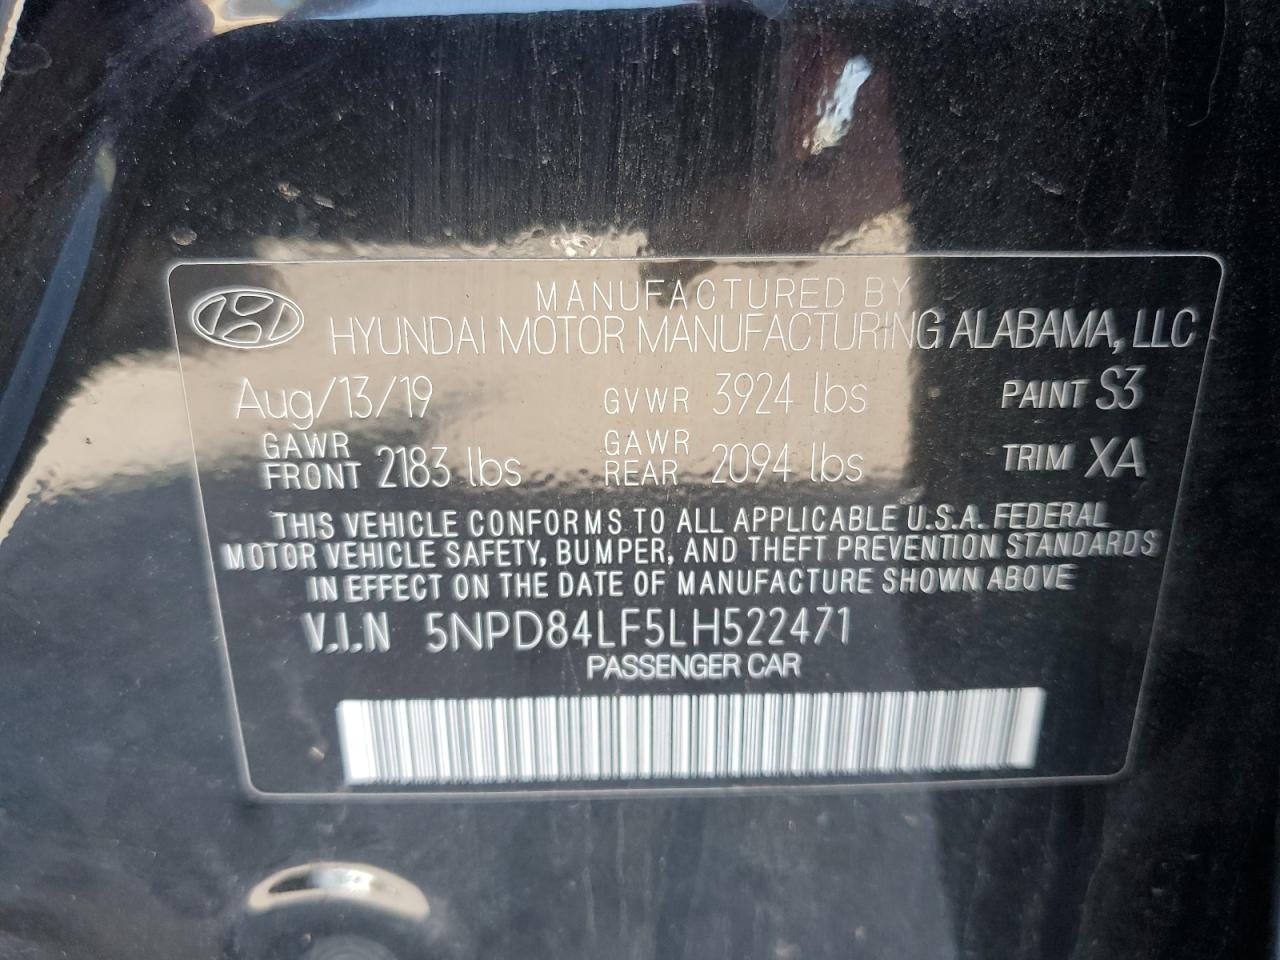 MANUFACTURED BY
HYUNDAI MOTOR MANUFACTURING ALABAMA, LLC
Aug/13/19 GVWR 3924 lbs PAINT S3
GAWR FRONT 2183 lbs GAWR REAR 2094 lbs TRIM XA
THIS VEHICLE CONFORMS TO ALL APPLICABLE U.S.A. FEDERAL
MOTOR VEHICLE SAFETY, BUMPER, AND THEFT PREVENTION STANDARDS
IN EFFECT ON THE DATE OF MANUFACTURE SHOWN ABOVE
V.I.N 5NPD84LF5LH522471
PASSENGER CAR